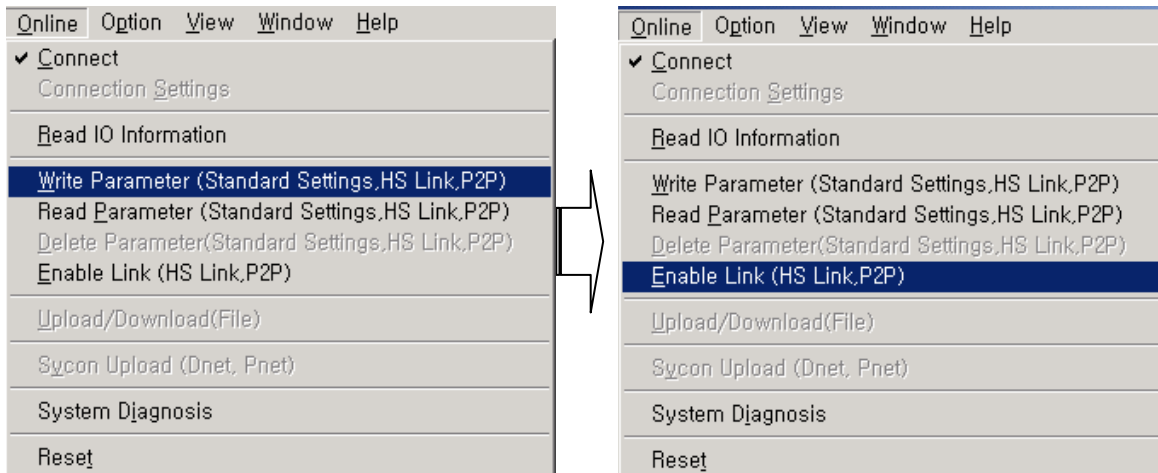 Online Option View Window Help
Connect
Connection Settings
Read IO Information
Write Parameter (Standard Settings,HS Link,P2P)
Read Parameter (Standard Settings,HS Link,P2P)
Delete Parameter(Standard Settings,HS Link,P2P)
Enable Link (HS Link,P2P)
Upload/Download(File)
Sycon Upload (Dnet, Pnet)
System Diagnosis
Reset
Online Option View Window Help
Connect
Connection Settings
Read IO Information
Write Parameter (Standard Settings,HS Link,P2P)
Read Parameter (Standard Settings,HS Link,P2P)
Delete Parameter(Standard Settings,HS Link,P2P)
Enable Link (HS Link,P2P)
Upload/Download(File)
Sycon Upload (Dnet, Pnet)
System Diagnosis
Reset